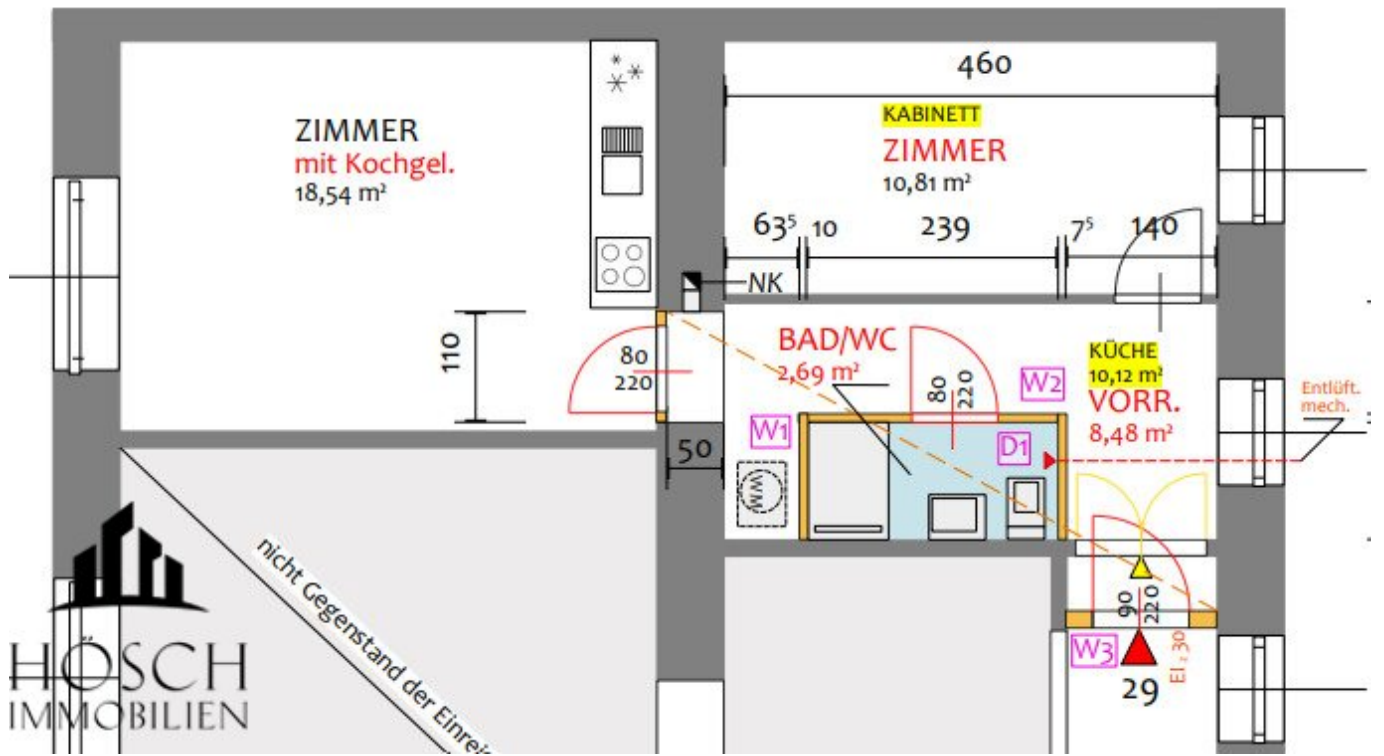 460
KABINETT
ZIMMER
10,81 m²
ZIMMER
mit Kochgel.
18,54 m²
63⁵ 10 239 7⁵ 140
NK
110
80
220
BAD/WC
2,69 m²
80
220
W2
KÜCHE
10,12 m²
VORR.
8,48 m²
Entlüft.
mech.
W1
D1
50
WM
nicht Gegenstand der Einreic
90
220
W3
EI₂ 30
29
HÖSCH
IMMOBILIEN